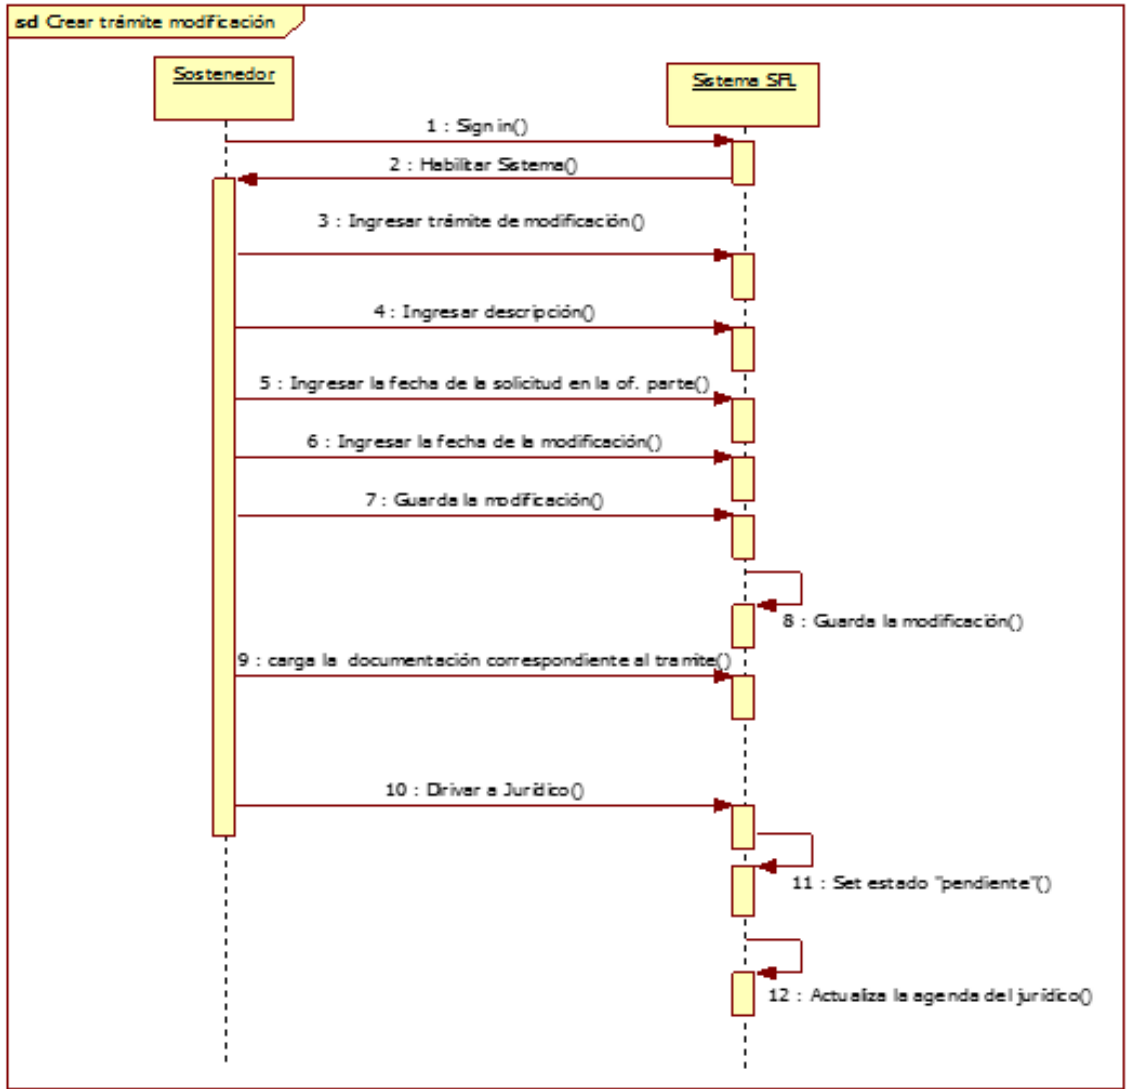 sd Crear trámite modificación
Sostenedor
Sistema SFL
1 : Sign in()
2 : Habilitar Sistema()
3 : Ingresar trámite de modificación()
4 : Ingresar descripción()
5 : Ingresar la fecha de la solicitud en la of. parte()
6 : Ingresar la fecha de la modificación()
7 : Guarda la modificación()
8 : Guarda la modificación()
9 : carga la documentación correspondiente al tramite()
10 : Dirivar a Jurídico()
11 : Set estado "pendiente"()
12 : Actualiza la agenda del jurídico()